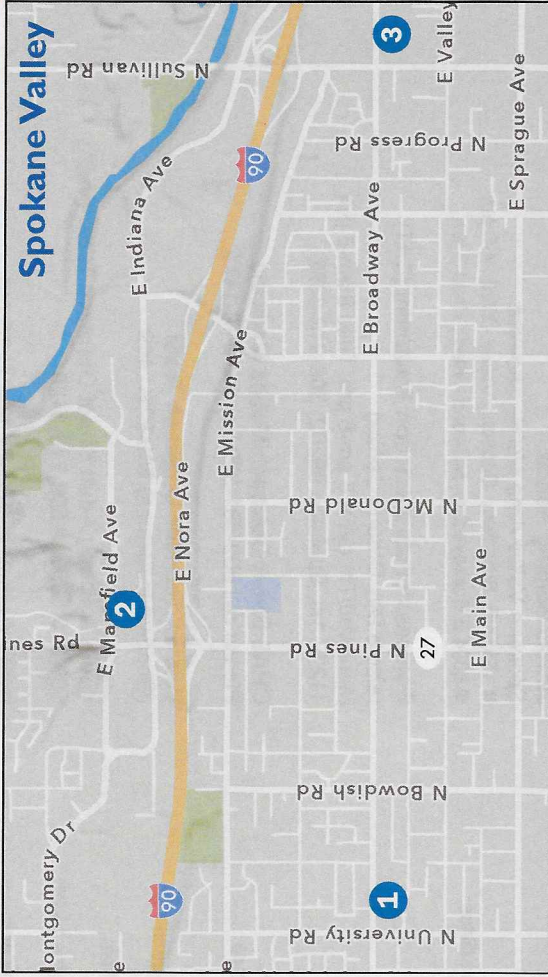 Spokane Valley
N Sullivan Rd
E Indiana Ave
90
3
E Valley
N Progress Rd
E Sprague Ave
E Broadway Ave
E Mission Ave
E Nora Ave
N McDonald Rd
E Mansfield Ave
2
ines Rd
N Pines Rd
27
E Main Ave
N Bowdish Rd
ontgomery Dr
90
1
N University Rd
e
e